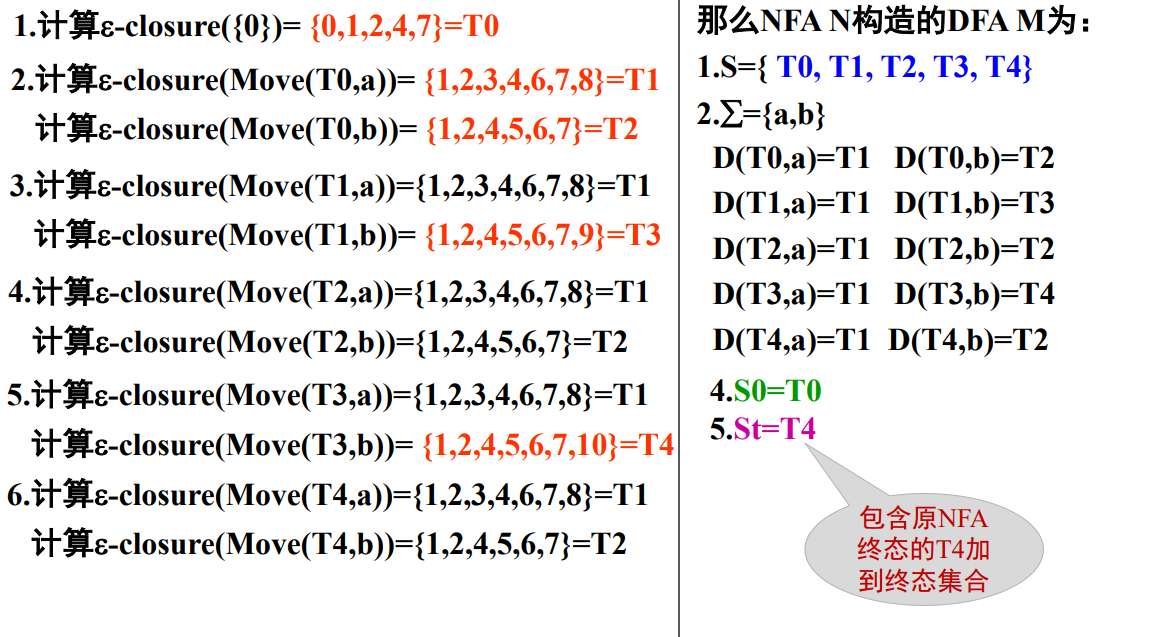 1.计算ε-closure({0})= {0,1,2,4,7}=T0
2.计算ε-closure(Move(T0,a))= {1,2,3,4,6,7,8}=T1
计算ε-closure(Move(T0,b))= {1,2,4,5,6,7}=T2
3.计算ε-closure(Move(T1,a))={1,2,3,4,6,7,8}=T1
计算ε-closure(Move(T1,b))= {1,2,4,5,6,7,9}=T3
4.计算ε-closure(Move(T2,a))={1,2,3,4,6,7,8}=T1
计算ε-closure(Move(T2,b))={1,2,4,5,6,7}=T2
5.计算ε-closure(Move(T3,a))={1,2,3,4,6,7,8}=T1
计算ε-closure(Move(T3,b))= {1,2,4,5,6,7,10}=T4
6.计算ε-closure(Move(T4,a))={1,2,3,4,6,7,8}=T1
计算ε-closure(Move(T4,b))={1,2,4,5,6,7}=T2
那么NFA N构造的DFA M为：
1.S={ T0, T1, T2, T3, T4}
2.∑={a,b}
D(T0,a)=T1 D(T0,b)=T2
D(T1,a)=T1 D(T1,b)=T3
D(T2,a)=T1 D(T2,b)=T2
D(T3,a)=T1 D(T3,b)=T4
D(T4,a)=T1 D(T4,b)=T2
4.S0=T0
5.St=T4
包含原NFA
终态的T4加
到终态集合